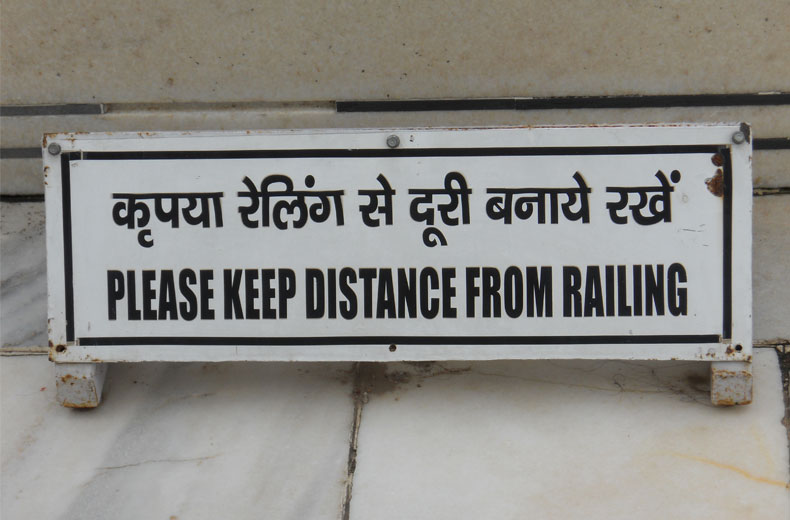 कृपया रेलिंग से दूरी बनाये रखें
PLEASE KEEP DISTANCE FROM RAILING